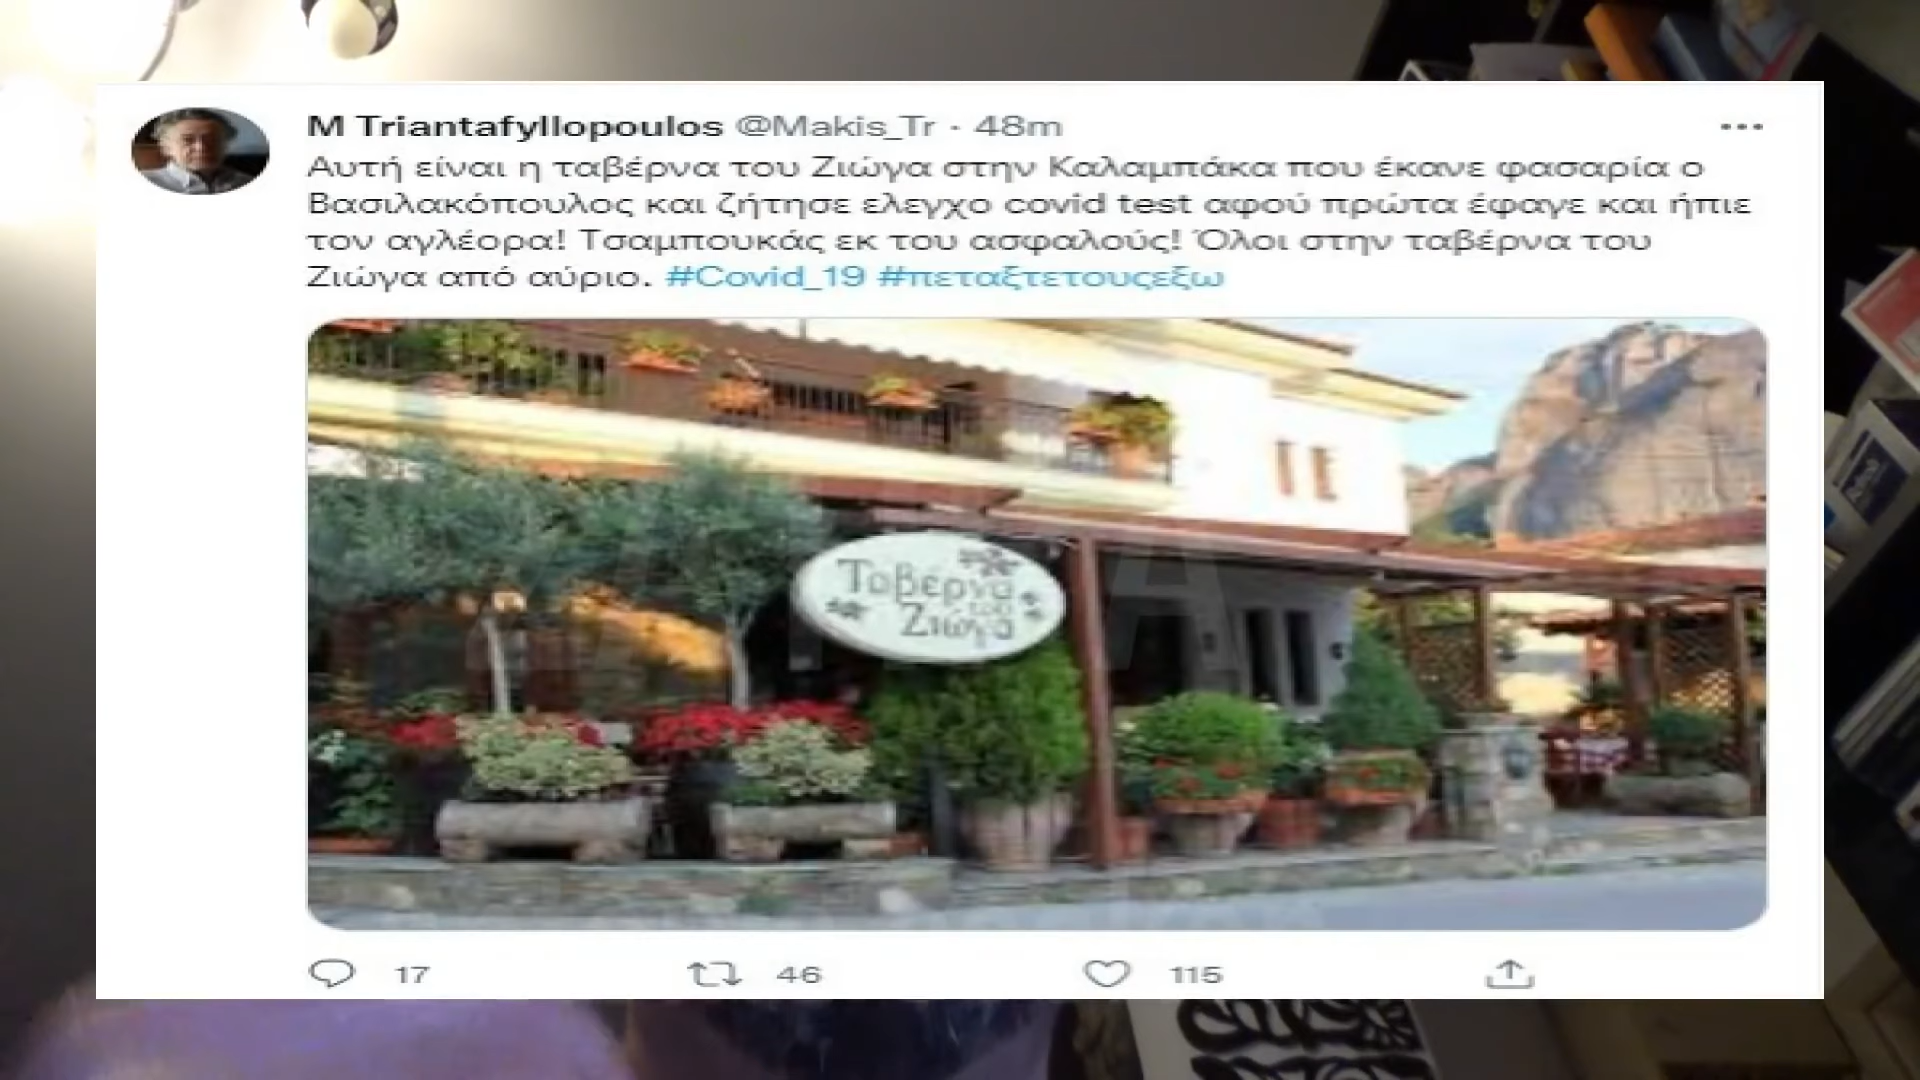 M Triantafyllopoulos @Makis_Tr · 48m
Αυτή είναι η ταβέρνα του Ζιώγα στην Καλαμπάκα που έκανε φασαρία ο
Βασιλακόπουλος και ζήτησε ελεγχο covid test αφού πρώτα έφαγε και ήπιε
τον αγλέορα! Τσαμπουκάς εκ του ασφαλούς! Όλοι στην ταβέρνα του
Ζιώγα από αύριο. #Covid_19 #πεταξτετουςεξω
Ταβέρνα
του
Ζιώγα
17 46 115